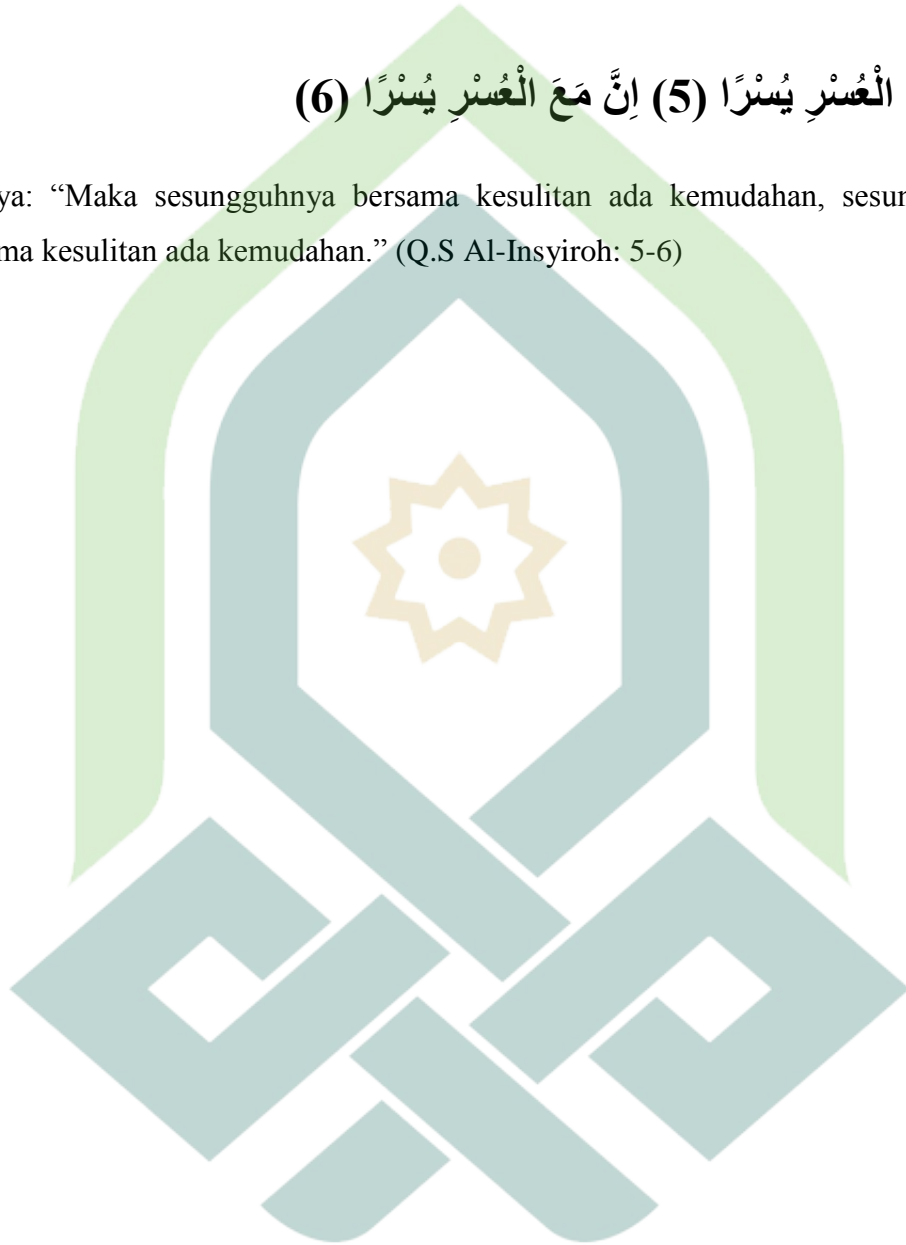 الْعُسْرِ يُسْرًا (5) اِنَّ مَعَ الْعُسْرِ يُسْرًا (6)
ya: “Maka sesungguhnya bersama kesulitan ada kemudahan, sesun
ma kesulitan ada kemudahan.” (Q.S Al-Insyiroh: 5-6)